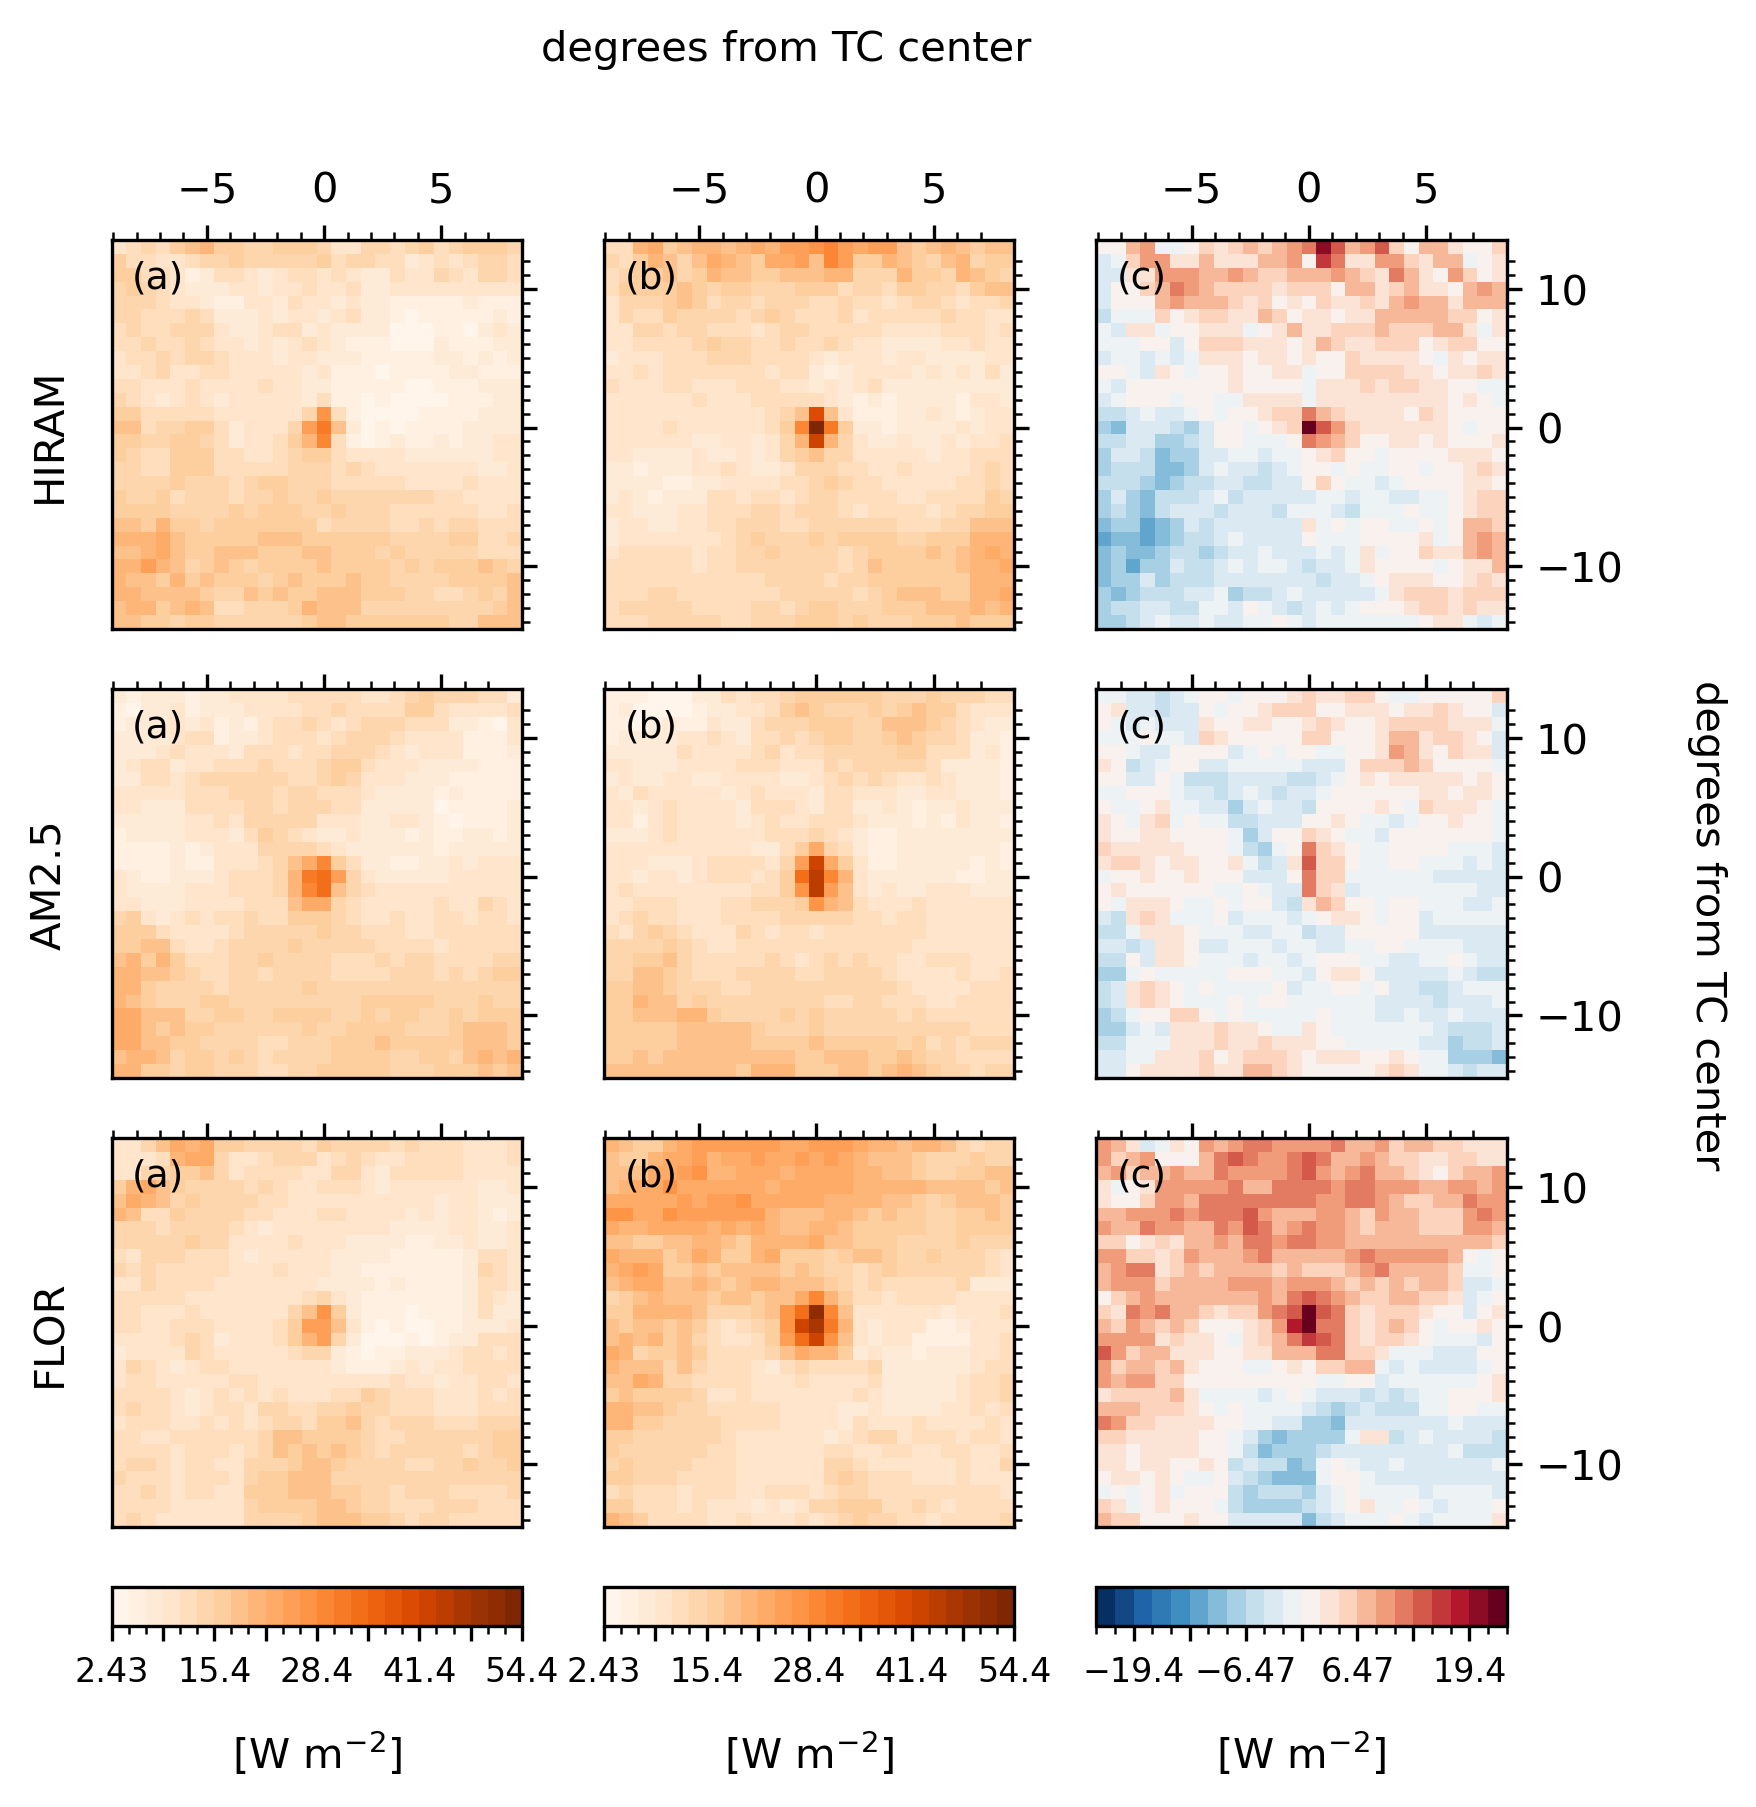 degrees from TC center
−5 0 5 −5 0 5 −5 0 5
HIRAM
(a) (b) (c)
10
0
−10
AM2.5
(a) (b) (c)
10
0
−10
degrees from TC center
FLOR
(a) (b) (c)
10
0
−10
2.43 15.4 28.4 41.4 54.4 2.43 15.4 28.4 41.4 54.4 −19.4 −6.47 6.47 19.4
[W m⁻²] [W m⁻²] [W m⁻²]